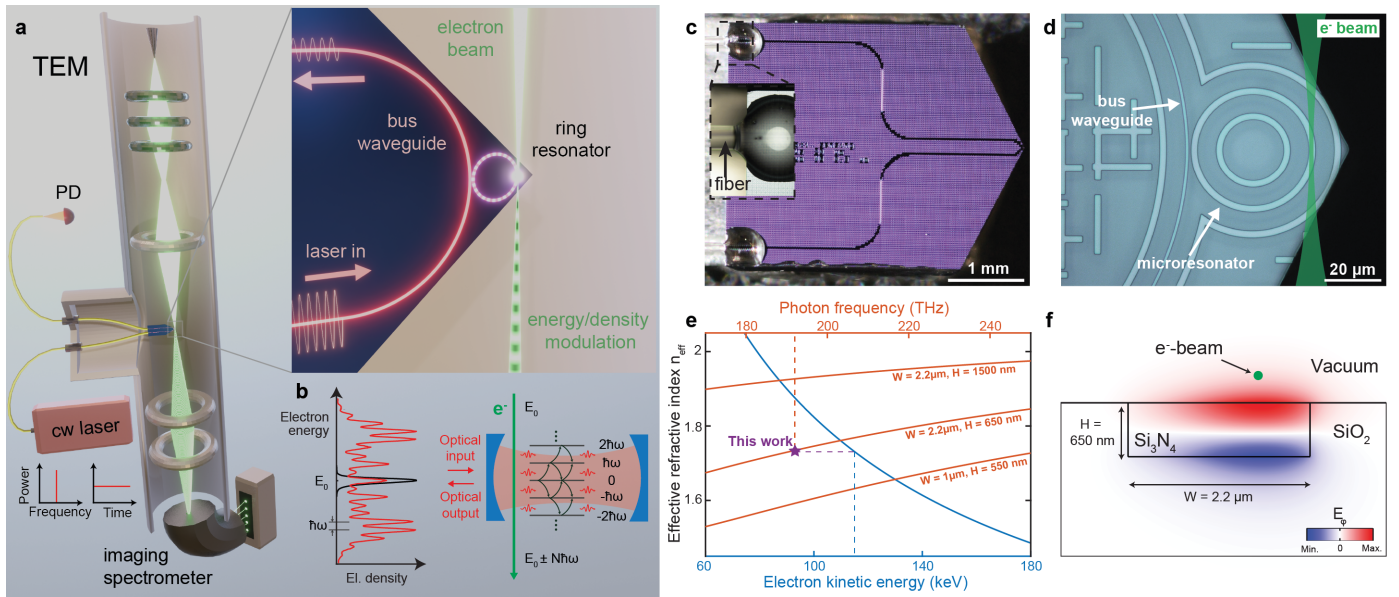 a
TEM
PD
cw laser
Power
Frequency
Time
imaging
spectrometer
electron
beam
bus
waveguide
ring
resonator
laser in
energy/density
modulation
b
Electron
energy
E0
ħω
El. density
e-
E0
Optical
input
Optical
output
2ħω
ħω
0
-ħω
-2ħω
E0 ± Nħω
c
fiber
1 mm
d
e- beam
bus
waveguide
microresonator
20 µm
e
Photon frequency (THz)
180 200 220 240
Effective refractive index neff
2
1.8
1.6
W = 2.2µm, H = 1500 nm
W = 2.2µm, H = 650 nm
W = 1µm, H = 550 nm
This work
60 100 140 180
Electron kinetic energy (keV)
f
e--beam
Vacuum
H =
650 nm
Si3N4
SiO2
W = 2.2 µm
Eφ
Min. 0 Max.